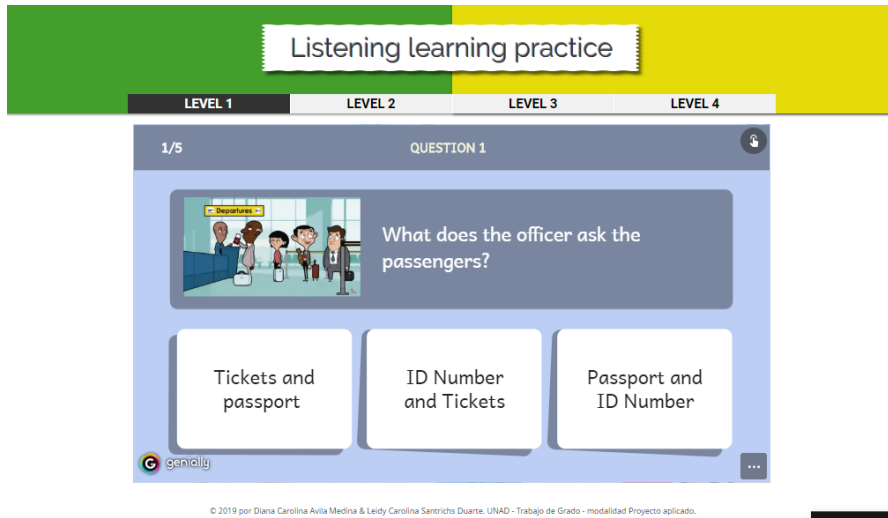 Listening learning practice
LEVEL 1
LEVEL 2
LEVEL 3
LEVEL 4
1/5
QUESTION 1
Departures
What does the officer ask the
passengers?
Tickets and
passport
ID Number
and Tickets
Passport and
ID Number
genially
© 2019 por Diana Carolina Avila Medina & Leidy Carolina Santrichs Duarte. UNAD - Trabajo de Grado - modalidad Proyecto aplicado.